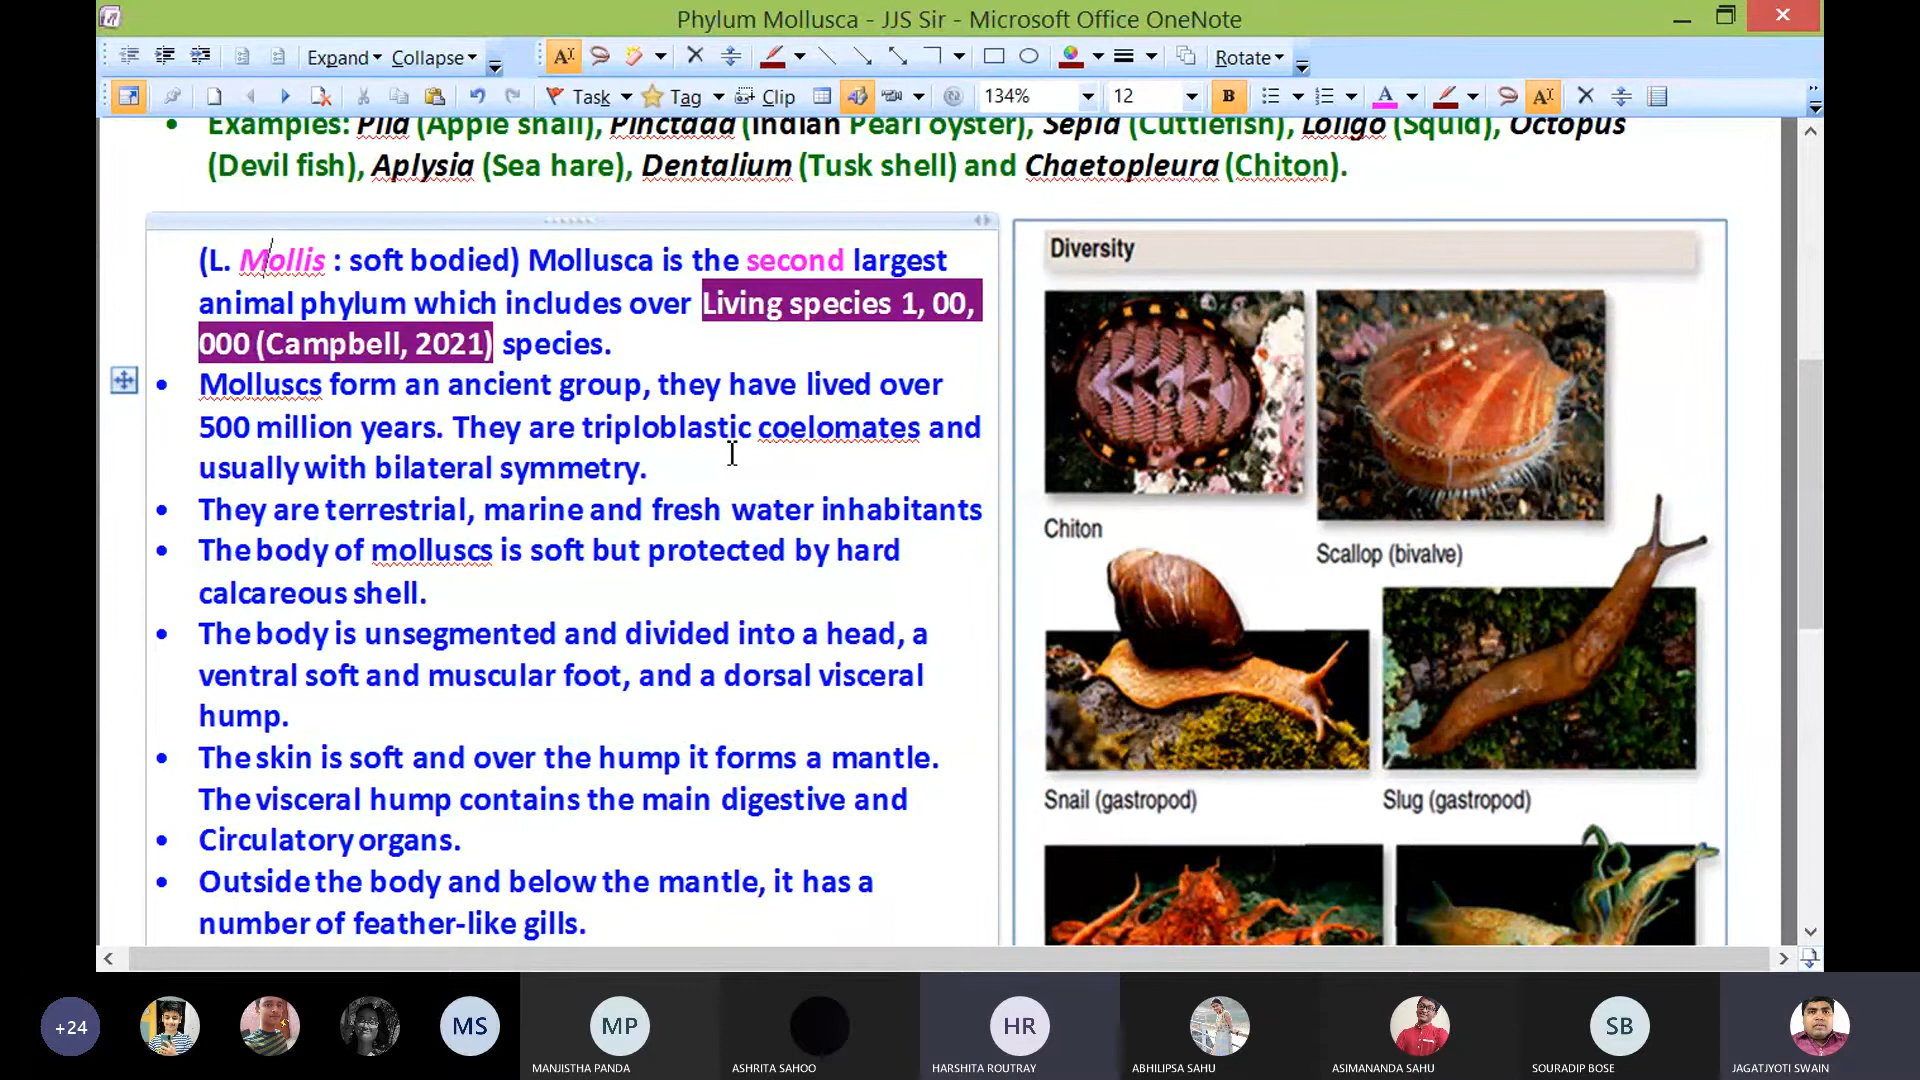 Phylum Mollusca - JJS Sir - Microsoft Office OneNote
Expand Collapse Rotate
Task Tag Clip 134% 12 B
Examples: Pila (Apple snail), Pinctada (Indian Pearl oyster), Sepia (Cuttlefish), Loligo (Squid), Octopus
(Devil fish), Aplysia (Sea hare), Dentalium (Tusk shell) and Chaetopleura (Chiton).
(L. Mollis : soft bodied) Mollusca is the second largest
animal phylum which includes over Living species 1, 00,
000 (Campbell, 2021) species.
• Molluscs form an ancient group, they have lived over
500 million years. They are triploblastic coelomates and
usually with bilateral symmetry.
• They are terrestrial, marine and fresh water inhabitants
• The body of molluscs is soft but protected by hard
calcareous shell.
• The body is unsegmented and divided into a head, a
ventral soft and muscular foot, and a dorsal visceral
hump.
• The skin is soft and over the hump it forms a mantle.
The visceral hump contains the main digestive and
• Circulatory organs.
• Outside the body and below the mantle, it has a
number of feather-like gills.
Diversity
Chiton
Scallop (bivalve)
Snail (gastropod)
Slug (gastropod)
+24
MS
MP
HR
SB
MANJISTHA PANDA
ASHRITA SAHOO
HARSHITA ROUTRAY
ABHILIPSA SAHU
ASIMANANDA SAHU
SOURADIP BOSE
JAGATJYOTI SWAIN